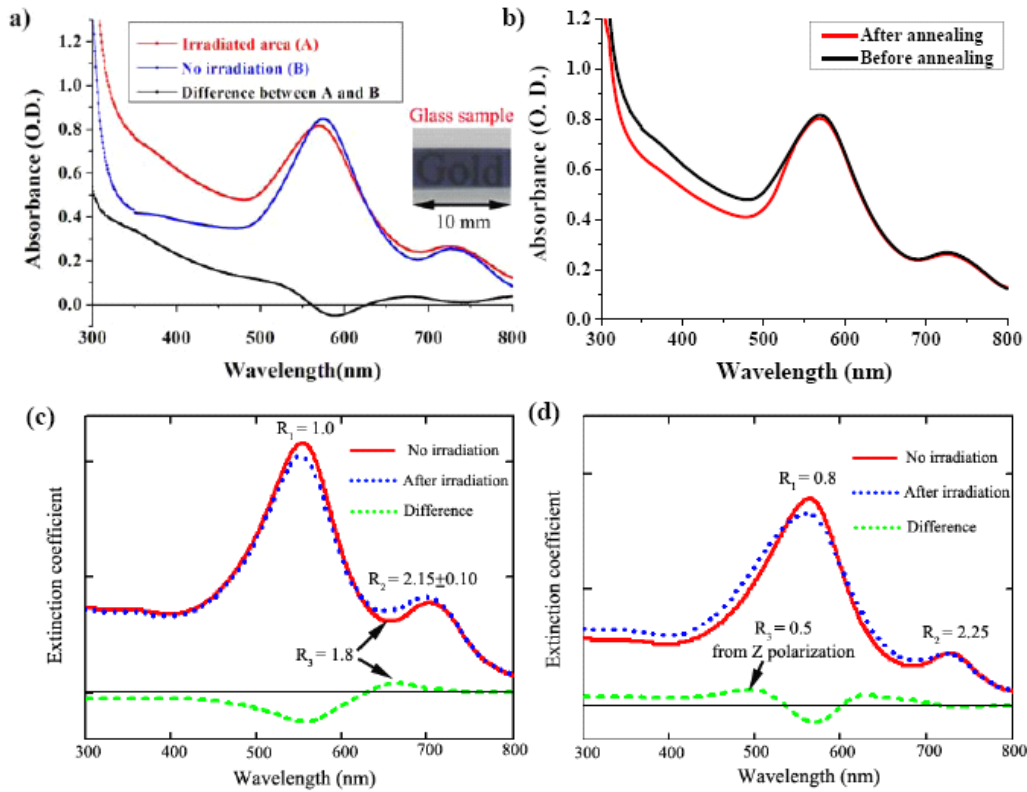 a)
1.2
1.0
0.8
0.6
0.4
0.2
0.0
Absorbance (O.D.)
Irradiated area (A)
No irradiation (B)
Difference between A and B
Glass sample
Gold
10 mm
300 400 500 600 700 800
Wavelength(nm)
b)
1.2
1.0
0.8
0.6
0.4
0.2
0.0
Absorbance (O. D.)
After annealing
Before annealing
300 400 500 600 700 800
Wavelength (nm)
(c)
Extinction coefficient
R1 = 1.0
No irradiation
After irradiation
Difference
R2 = 2.15±0.10
R3 = 1.8
300 400 500 600 700 800
Wavelength (nm)
(d)
Extinction coefficient
R1 = 0.8
No irradiation
After irradiation
Difference
R3 = 0.5
from Z polarization
R2 = 2.25
300 400 500 600 700 800
Wavelength (nm)